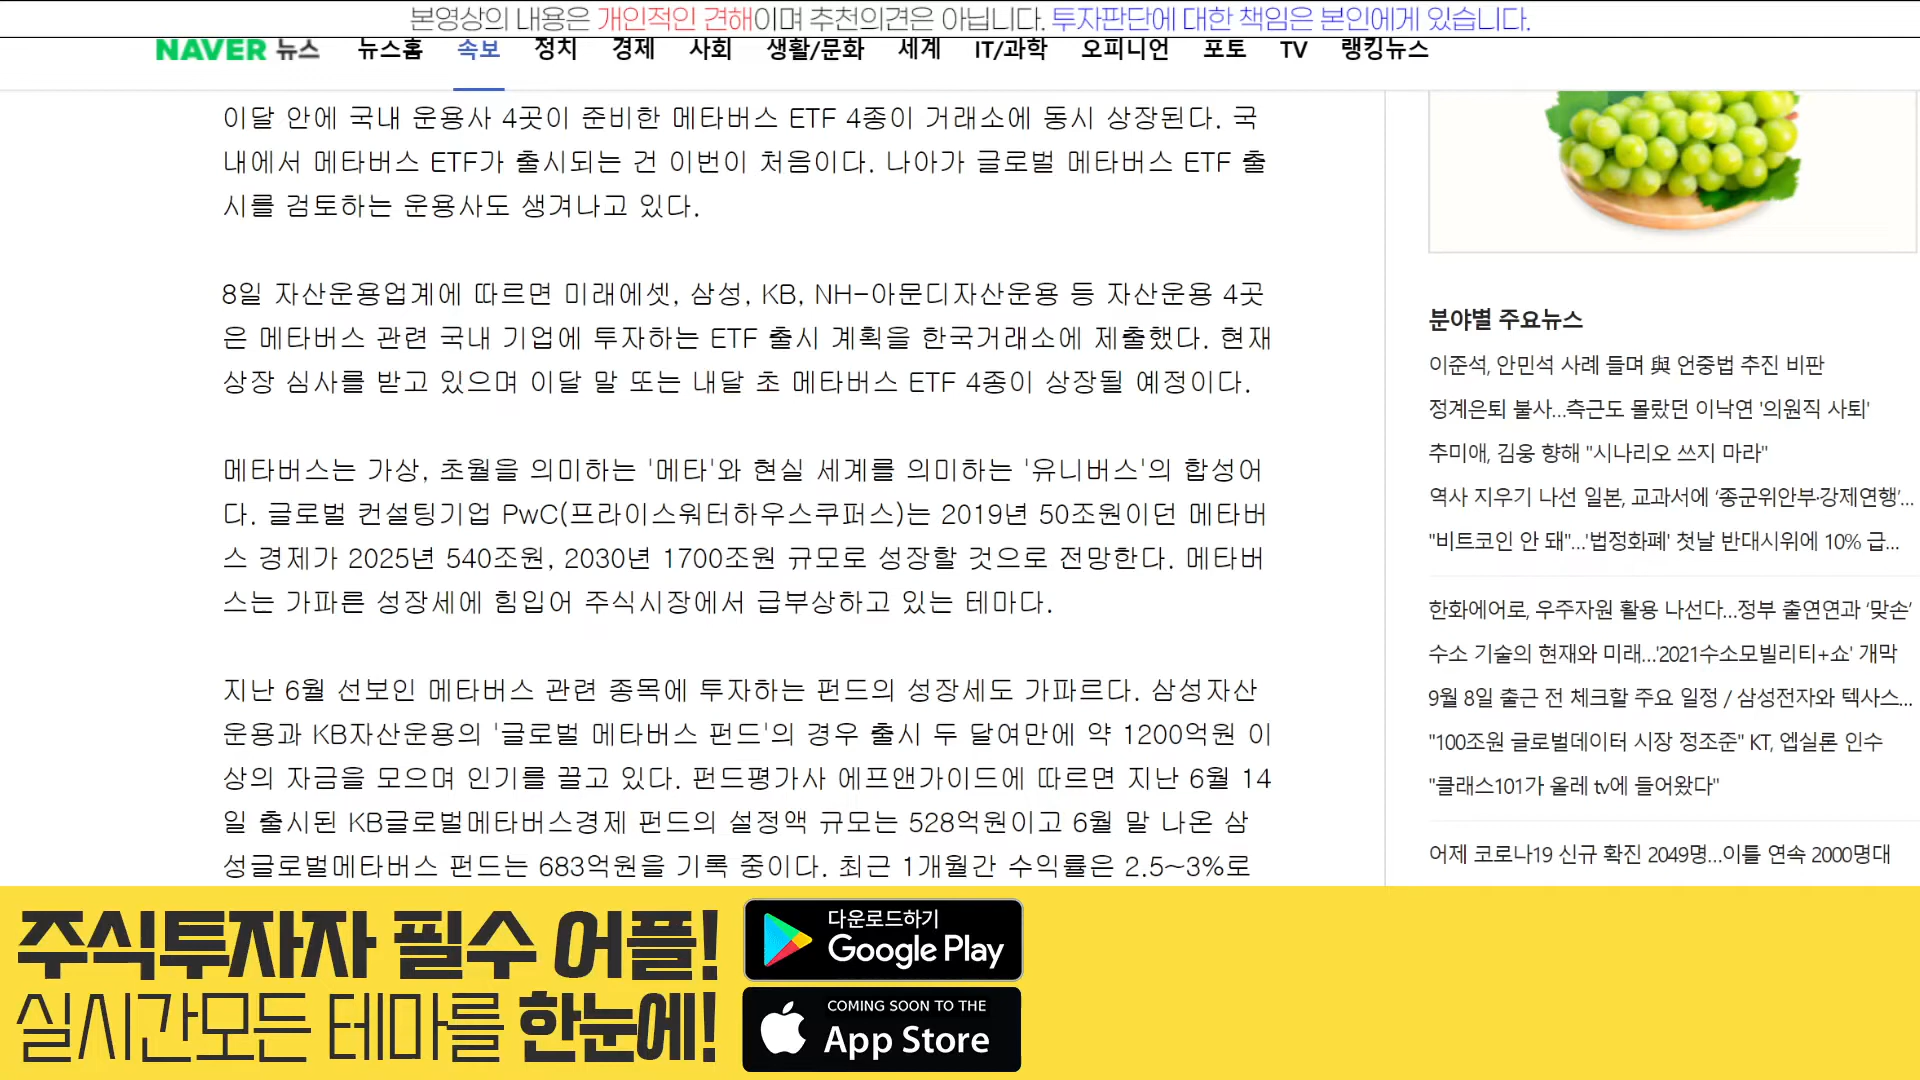 본영상의 내용은 개인적인 견해이며 추천의견은 아닙니다. 투자판단에 대한 책임은 본인에게 있습니다.
NAVER 뉴스 뉴스홈 속보 정치 경제 사회 생활/문화 세계 IT/과학 오피니언 포토 TV 랭킹뉴스
이달 안에 국내 운용사 4곳이 준비한 메타버스 ETF 4종이 거래소에 동시 상장된다. 국
내에서 메타버스 ETF가 출시되는 건 이번이 처음이다. 나아가 글로벌 메타버스 ETF 출
시를 검토하는 운용사도 생겨나고 있다.
8일 자산운용업계에 따르면 미래에셋, 삼성, KB, NH-아문디자산운용 등 자산운용 4곳
은 메타버스 관련 국내 기업에 투자하는 ETF 출시 계획을 한국거래소에 제출했다. 현재
상장 심사를 받고 있으며 이달 말 또는 내달 초 메타버스 ETF 4종이 상장될 예정이다.
메타버스는 가상, 초월을 의미하는 '메타'와 현실 세계를 의미하는 '유니버스'의 합성어
다. 글로벌 컨설팅기업 PwC(프라이스워터하우스쿠퍼스)는 2019년 50조원이던 메타버
스 경제가 2025년 540조원, 2030년 1700조원 규모로 성장할 것으로 전망한다. 메타버
스는 가파른 성장세에 힘입어 주식시장에서 급부상하고 있는 테마다.
지난 6월 선보인 메타버스 관련 종목에 투자하는 펀드의 성장세도 가파르다. 삼성자산
운용과 KB자산운용의 '글로벌 메타버스 펀드'의 경우 출시 두 달여만에 약 1200억원 이
상의 자금을 모으며 인기를 끌고 있다. 펀드평가사 에프앤가이드에 따르면 지난 6월 14
일 출시된 KB글로벌메타버스경제 펀드의 설정액 규모는 528억원이고 6월 말 나온 삼
성글로벌메타버스 펀드는 683억원을 기록 중이다. 최근 1개월간 수익률은 2.5~3%로
분야별 주요뉴스
이준석, 안민석 사례 들며 與 언중법 추진 비판
정계은퇴 불사...측근도 몰랐던 이낙연 '의원직 사퇴'
추미애, 김웅 향해 "시나리오 쓰지 마라"
역사 지우기 나선 일본, 교과서에 '종군위안부·강제연행'...
"비트코인 안 돼"...'법정화폐' 첫날 반대시위에 10% 급...
한화에어로, 우주자원 활용 나선다...정부 출연연과 '맞손'
수소 기술의 현재와 미래...'2021수소모빌리티+쇼' 개막
9월 8일 출근 전 체크할 주요 일정 / 삼성전자와 텍사스...
"100조원 글로벌데이터 시장 정조준" KT, 엡실론 인수
"클래스101가 올레 tv에 들어왔다"
어제 코로나19 신규 확진 2049명...이틀 연속 2000명대
주식투자자 필수 어플!
실시간모든 테마를 한눈에!
다운로드하기
Google Play
COMING SOON TO THE
App Store